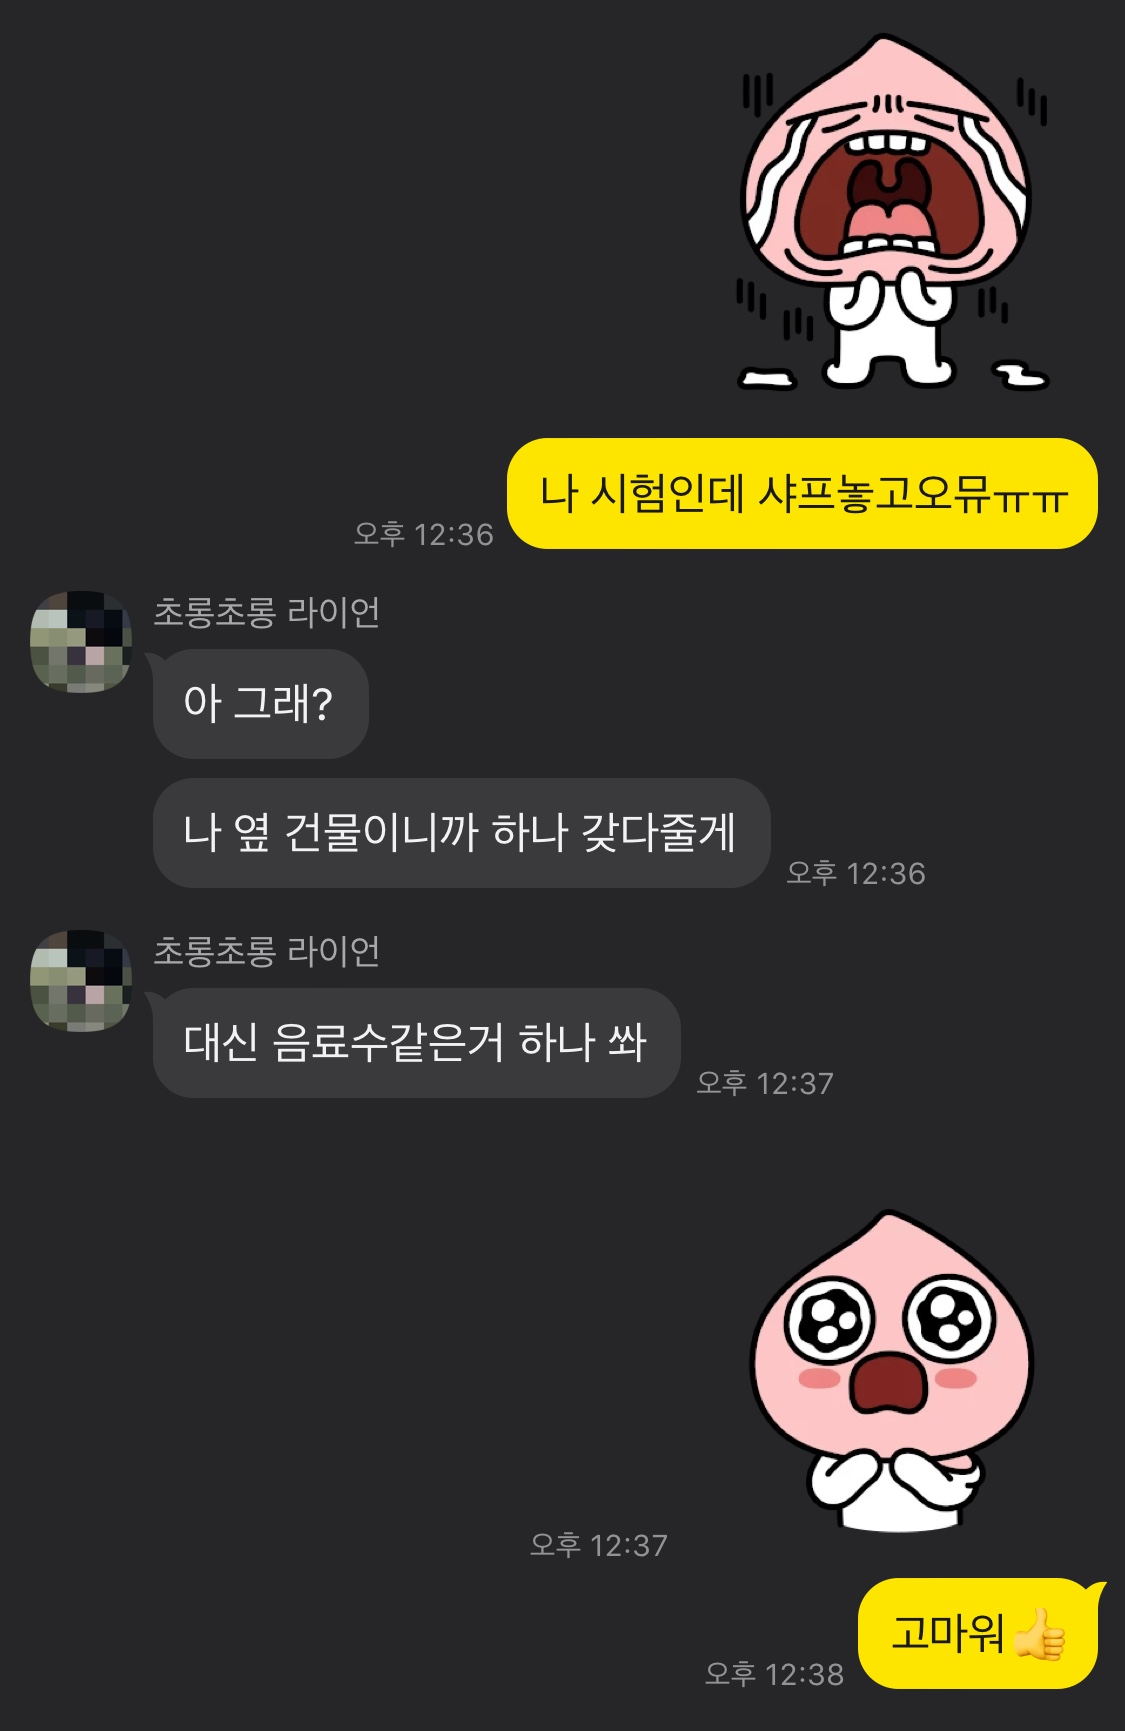 나 시험인데 샤프놓고오뮤ㅠㅠ
오후 12:36
초롱초롱 라이언
아 그래?
나 옆 건물이니까 하나 갖다줄게
오후 12:36
초롱초롱 라이언
대신 음료수같은거 하나 쏴
오후 12:37
오후 12:37
고마워👍
오후 12:38